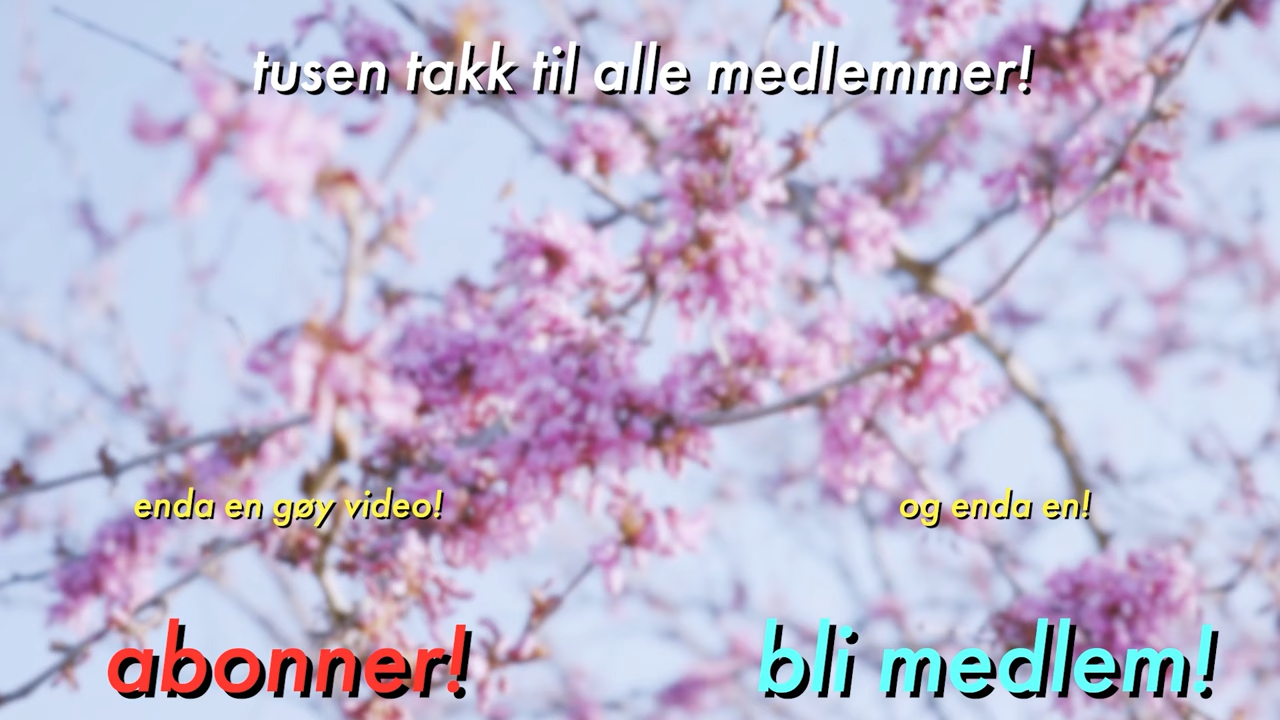 tusen takk til alle medlemmer!
enda en gøy video!
og enda en!
abonner!
bli medlem!